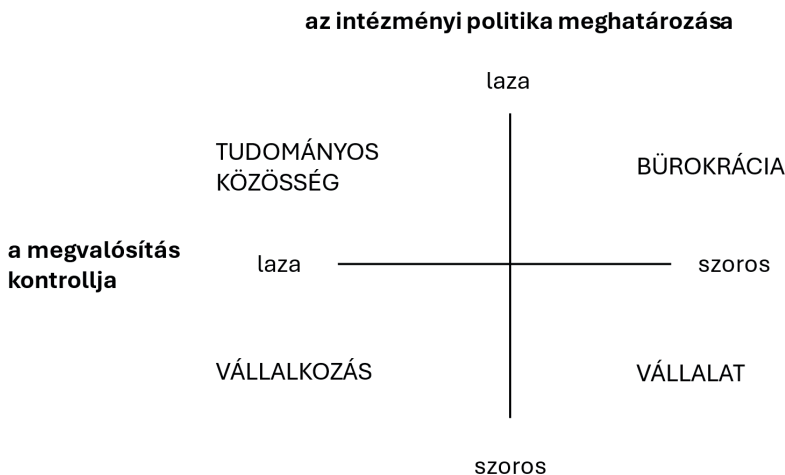 az intézményi politika meghatározása
laza
TUDOMÁNYOS
KÖZÖSSÉG
BÜROKRÁCIA
a megvalósítás
kontrollja
laza
szoros
VÁLLALKOZÁS
VÁLLALAT
szoros